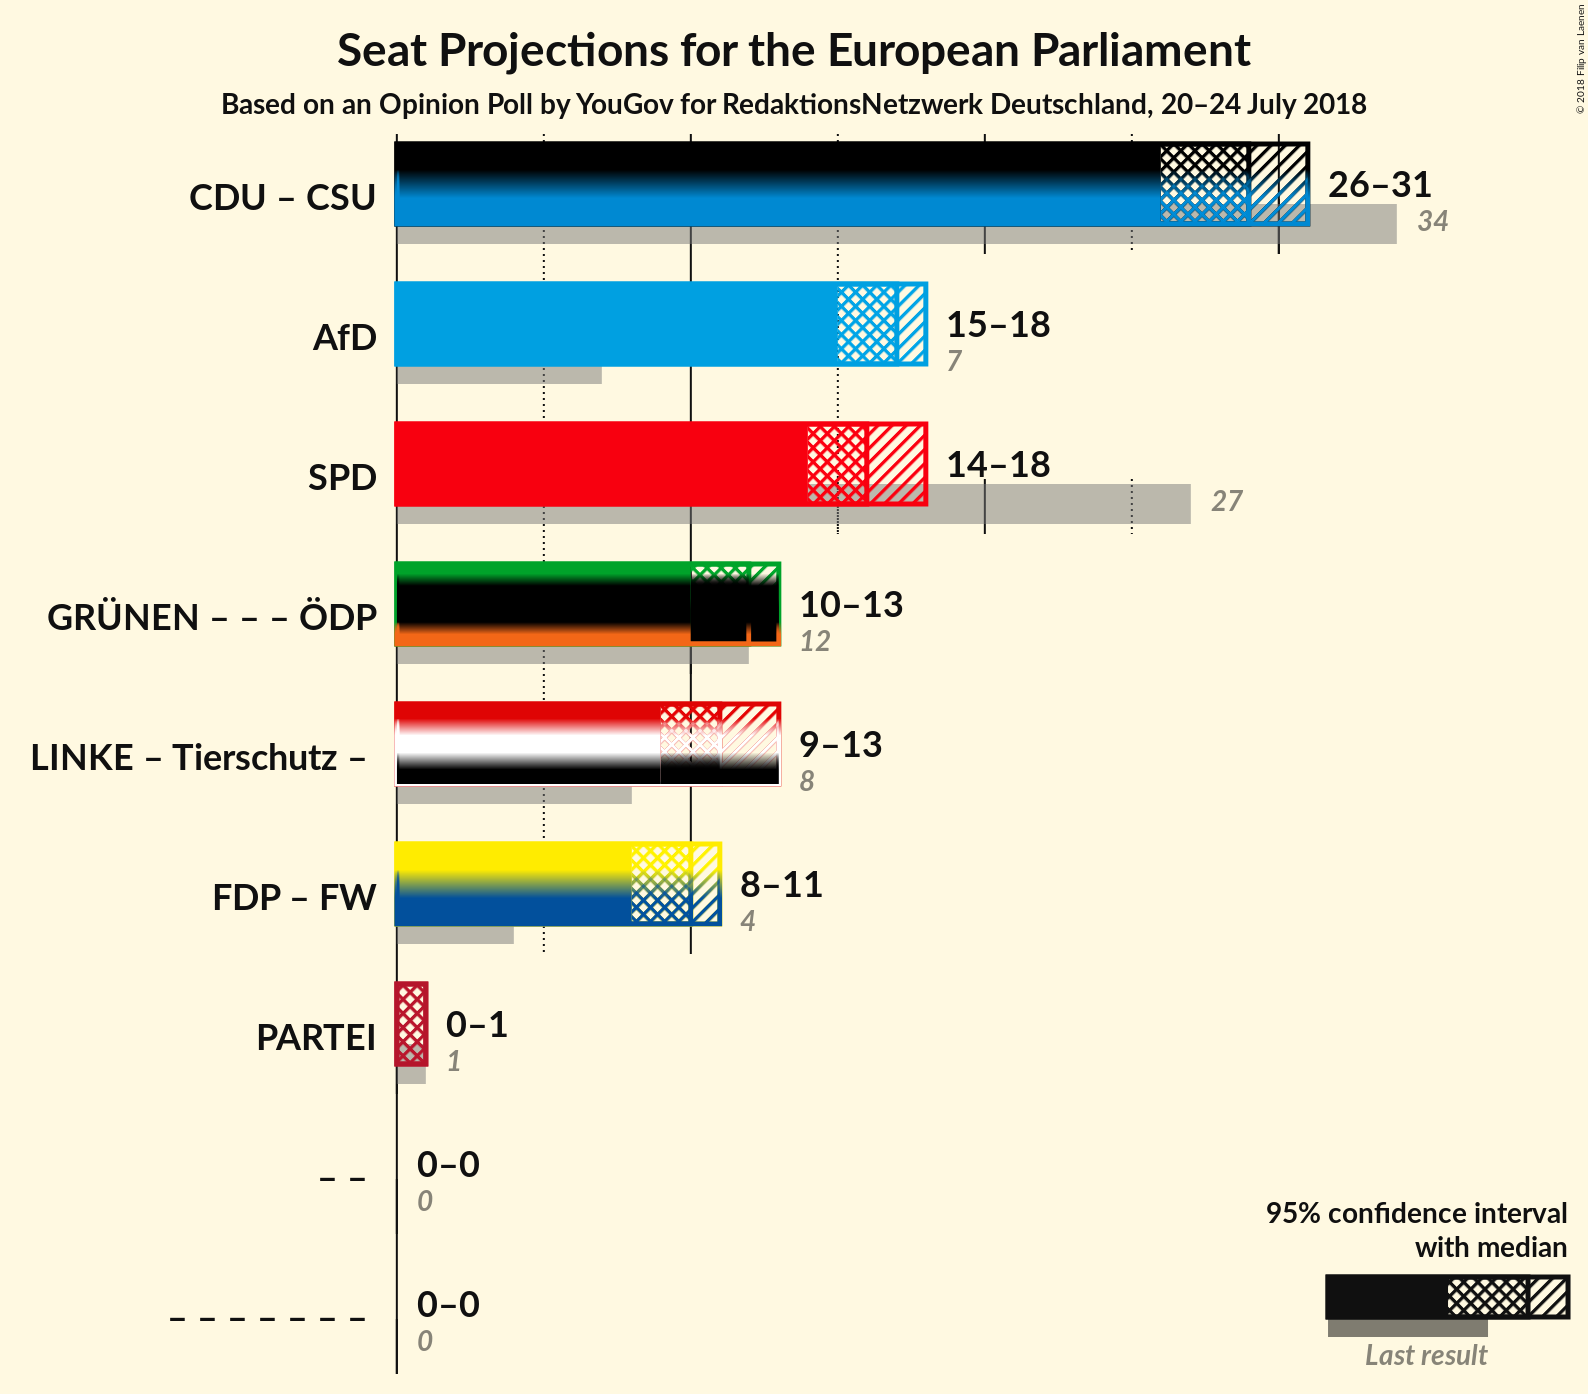 Seat Projections for the European Parliament
Based on an Opinion Poll by YouGov for RedaktionsNetzwerk Deutschland, 20–24 July 2018
© 2018 Filip van Laenen
CDU – CSU
26–31
34
AfD
15–18
7
SPD
14–18
27
GRÜNEN – – – ÖDP
10–13
12
LINKE – Tierschutz –
9–13
8
FDP – FW
8–11
4
PARTEI
0–1
1
– –
0–0
0
– – – – – – –
0–0
0
95% confidence interval
with median
Last result